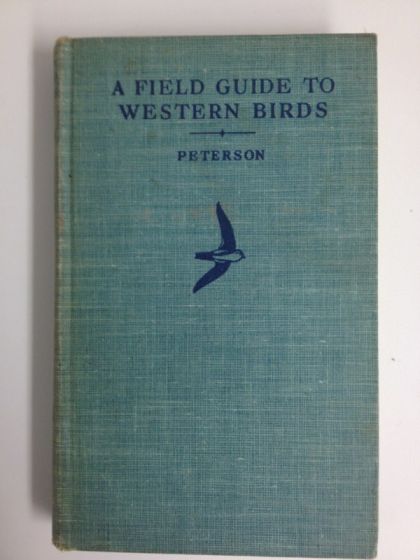 A FIELD GUIDE TO
WESTERN BIRDS
PETERSON